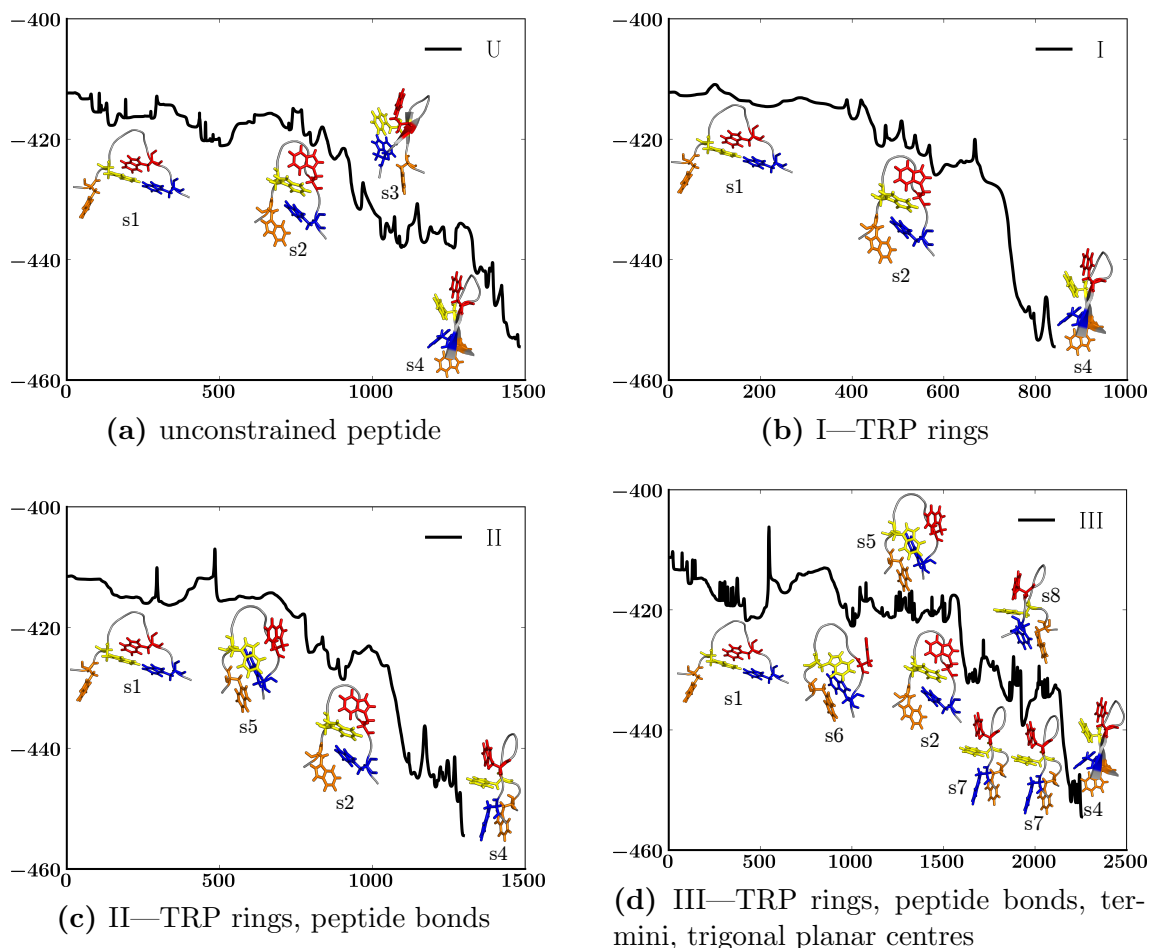 −400
U
−420
s3
s1
s2
−440
s4
−460
0 500 1000 1500
(a) unconstrained peptide
−400
I
−420
s1
s2
−440
s4
−460
0 200 400 600 800 1000
(b) I—TRP rings
−400
II
−420
s1
s5
−440
s2
s4
−460
0 500 1000 1500
(c) II—TRP rings, peptide bonds
−400
III
s5
−420
s8
s1
s6
s2
−440
s7
s7
s4
−460
0 500 1000 1500 2000 2500
(d) III—TRP rings, peptide bonds, ter-
mini, trigonal planar centres